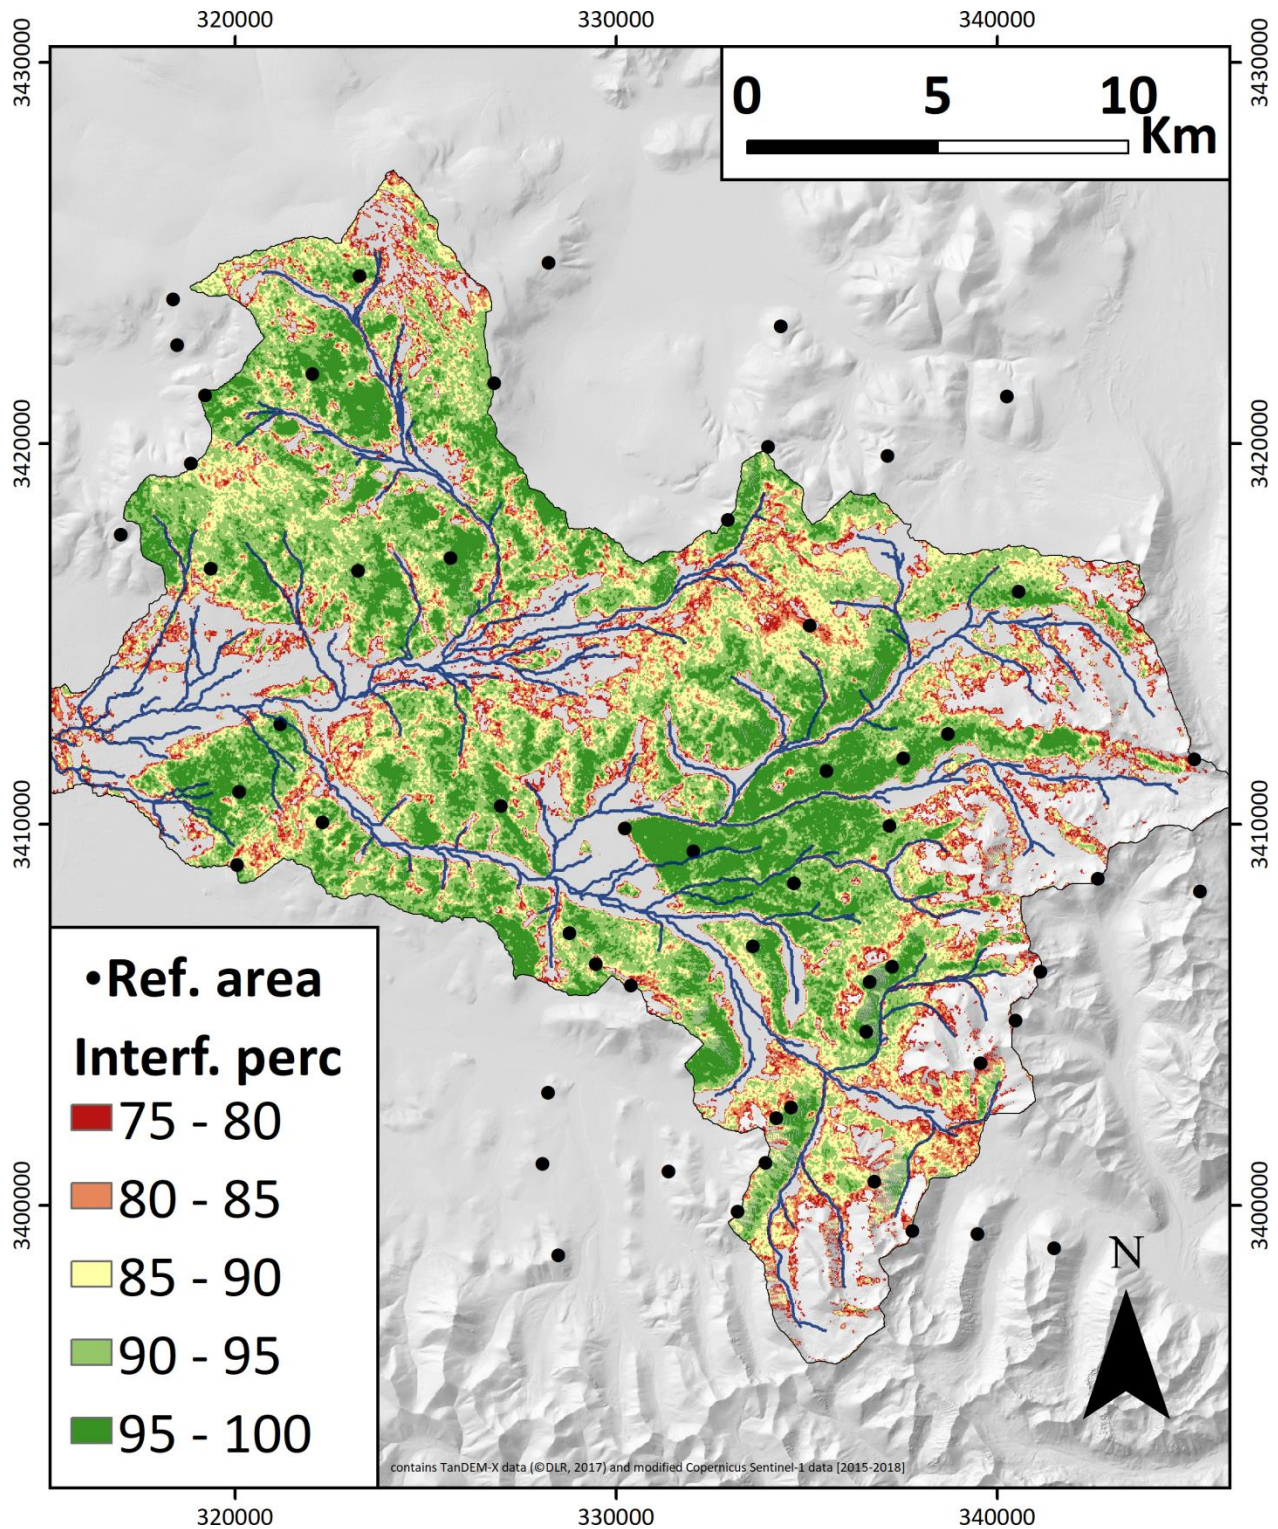 320000 330000 340000
3430000 3430000
0 5 10
Km
3420000 3420000
3410000 3410000
•Ref. area
Interf. perc
75 - 80
80 - 85
85 - 90
90 - 95
95 - 100
3400000 3400000
N
contains TanDEM-X data (©DLR, 2017) and modified Copernicus Sentinel-1 data [2015-2018]
320000 330000 340000